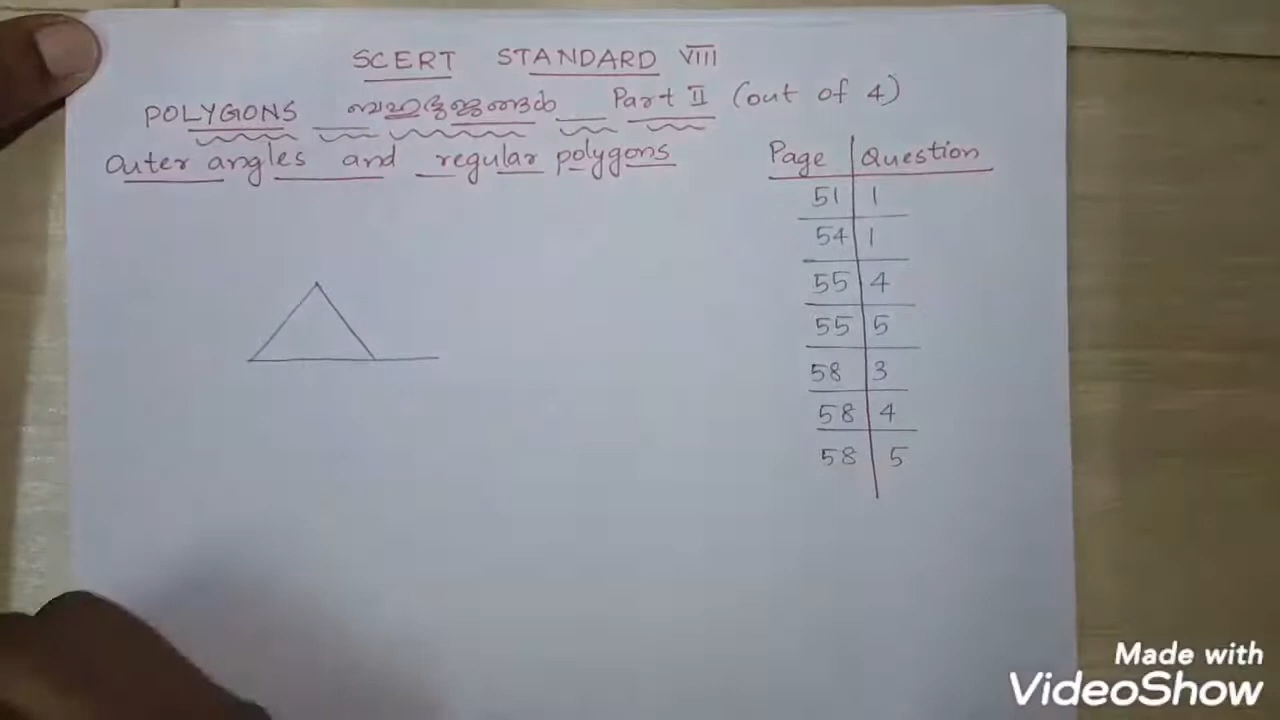 SCERT STANDARD VIII
POLYGONS ബഹുഭുജങ്ങൾ Part II (out of 4)
Outer angles and regular polygons
Page Question
51 1
54 1
55 4
55 5
58 3
58 4
58 5
Made with
VideoShow